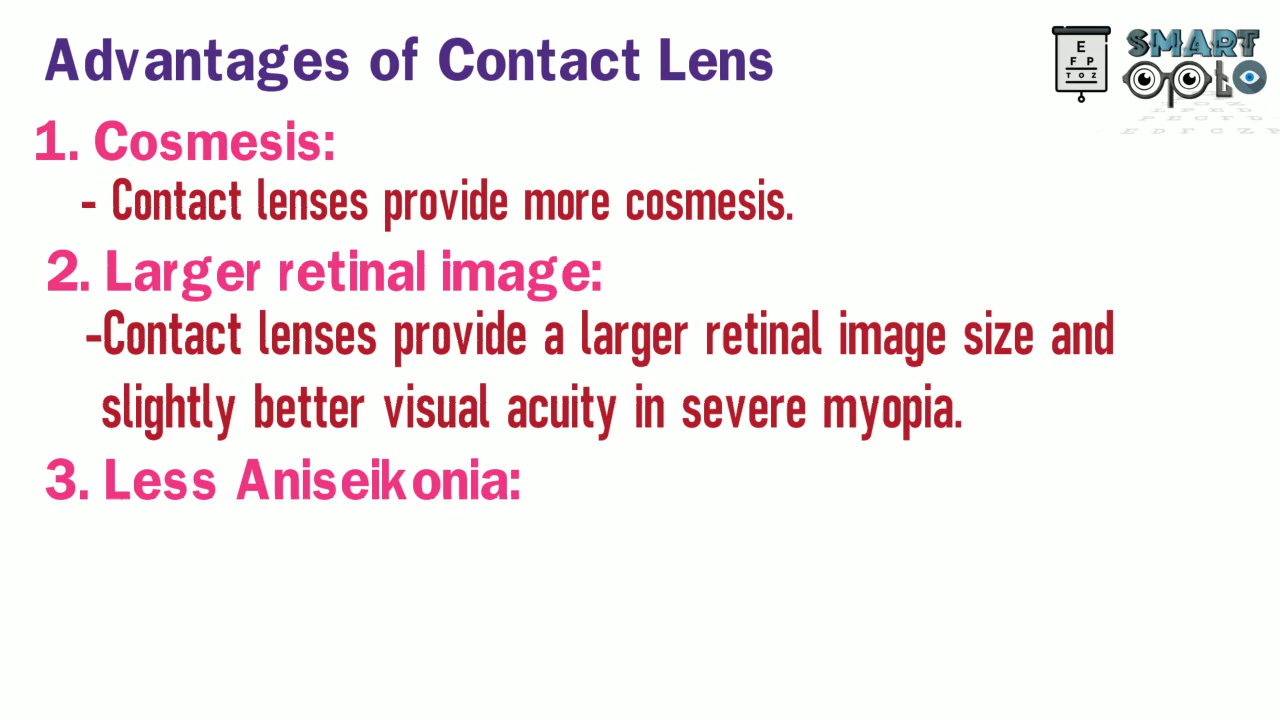 Advantages of Contact Lens
E
F P
T O Z
SMART
OPTO
1. Cosmesis:
- Contact lenses provide more cosmesis.
2. Larger retinal image:
-Contact lenses provide a larger retinal image size and
slightly better visual acuity in severe myopia.
3. Less Aniseikonia: